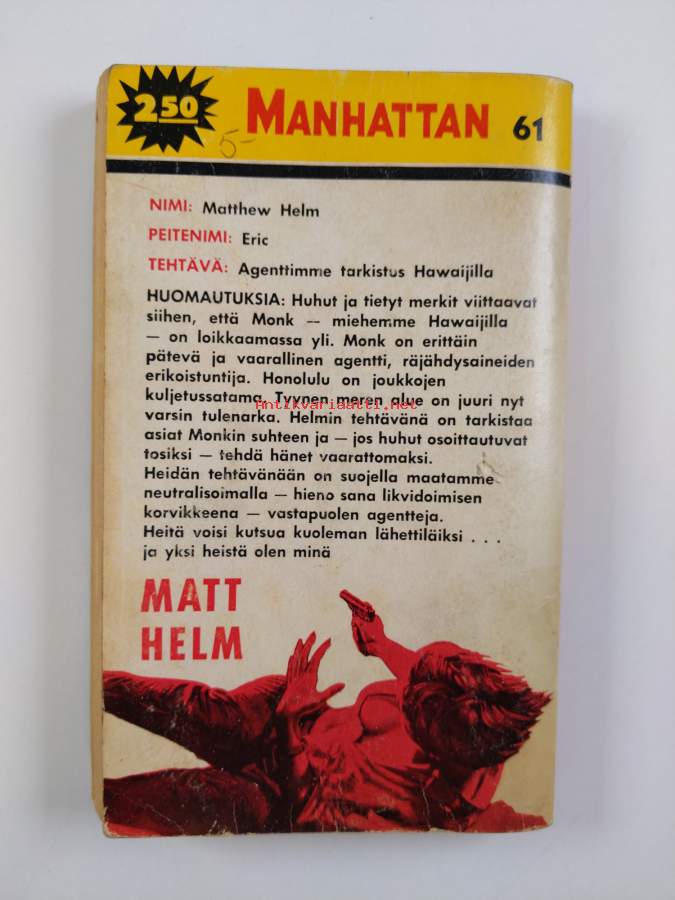 2.50 MANHATTAN 61
5-
NIMI: Matthew Helm
PEITENIMI: Eric
TEHTÄVÄ: Agenttimme tarkistus Hawaijilla
HUOMAUTUKSIA: Huhut ja tietyt merkit viittaavat
siihen, että Monk — miehemme Hawaijilla
— on loikkaamassa yli. Monk on erittäin
pätevä ja vaarallinen agentti, räjähdysaineiden
erikoistuntija. Honolulu on joukkojen
kuljetussatama. Tyynen meren alue on juuri nyt
Antikvariaatti.net
varsin tulenarka. Helmin tehtävänä on tarkistaa
asiat Monkin suhteen ja — jos huhut osoittautuvat
tosiksi — tehdä hänet vaarattomaksi.
Heidän tehtävänään on suojella maatamme
neutralisoimalla — hieno sana likvidoimisen
korvikkeena — vastapuolen agentteja.
Heitä voisi kutsua kuoleman lähettiläiksi . . .
ja yksi heistä olen minä
MATT
HELM